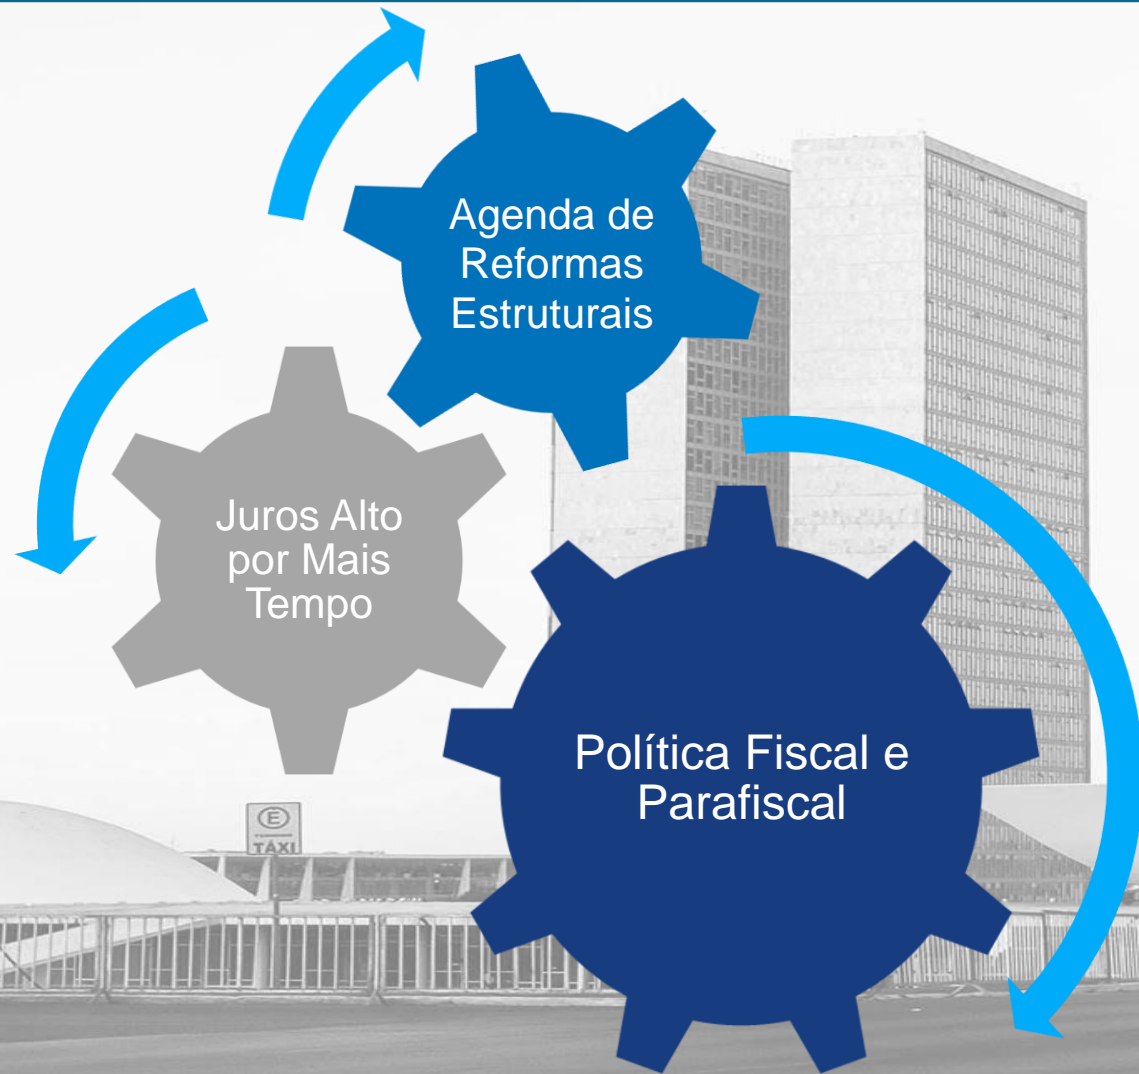 Agenda de
Reformas
Estruturais
Juros Alto
por Mais
Tempo
Política Fiscal e
Parafiscal
E
TÁXI